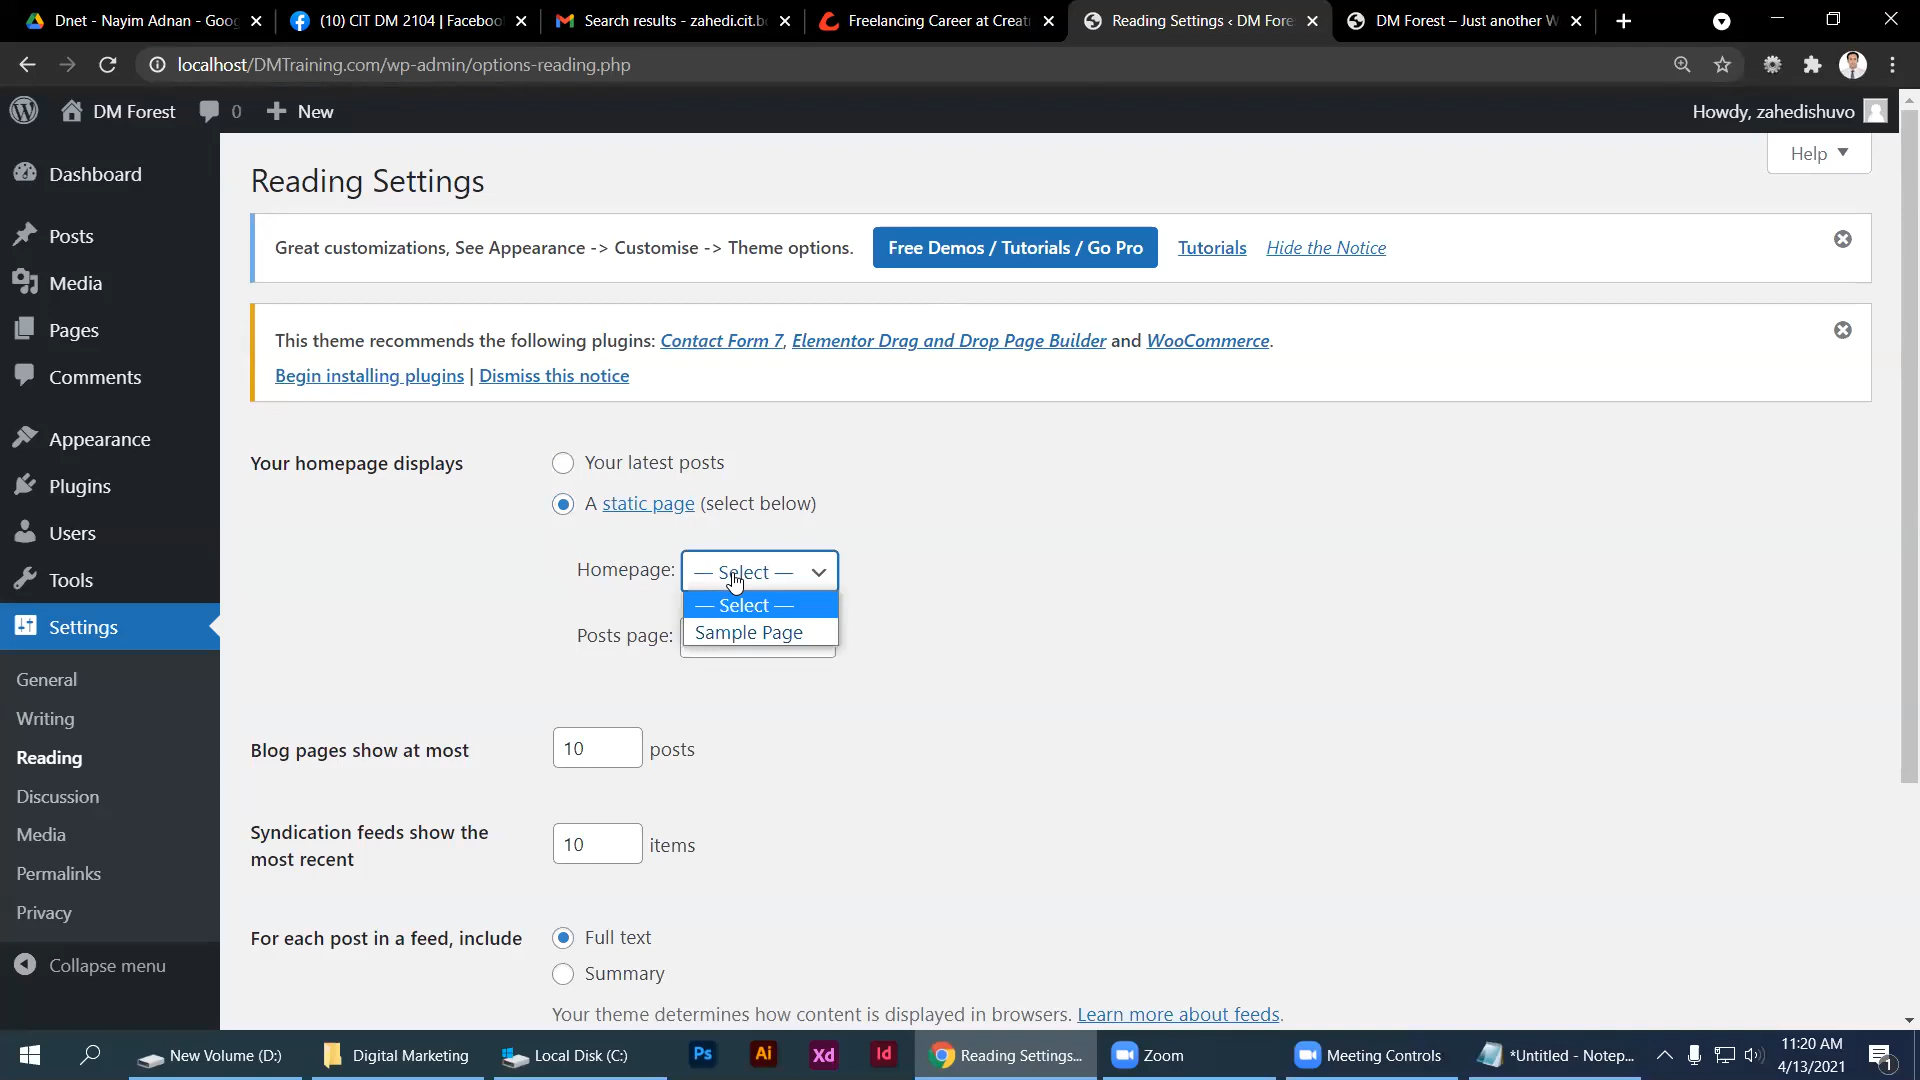 Dnet - Nayim Adnan - Goog
(10) CIT DM 2104 | Faceboo
Search results - zahedi.cit.b
Freelancing Career at Creat
Reading Settings ‹ DM Fore
DM Forest – Just another W
localhost/DMTraining.com/wp-admin/options-reading.php
DM Forest
0
New
Howdy, zahedishuvo
Help
Dashboard
Posts
Media
Pages
Comments
Appearance
Plugins
Users
Tools
Settings
General
Writing
Reading
Discussion
Media
Permalinks
Privacy
Collapse menu
Reading Settings
Great customizations, See Appearance -> Customise -> Theme options. Free Demos / Tutorials / Go Pro Tutorials Hide the Notice
This theme recommends the following plugins: Contact Form 7, Elementor Drag and Drop Page Builder and WooCommerce.
Begin installing plugins | Dismiss this notice
Your homepage displays
Your latest posts
A static page (select below)
Homepage: — Select —
— Select —
Sample Page
Posts page:
Blog pages show at most 10 posts
Syndication feeds show the
most recent
10 items
For each post in a feed, include
Full text
Summary
Your theme determines how content is displayed in browsers. Learn more about feeds.
New Volume (D:)
Digital Marketing
Local Disk (C:)
Ps
Ai
Xd
Id
Reading Settings...
Zoom
Meeting Controls
*Untitled - Notep...
11:20 AM
4/13/2021
1